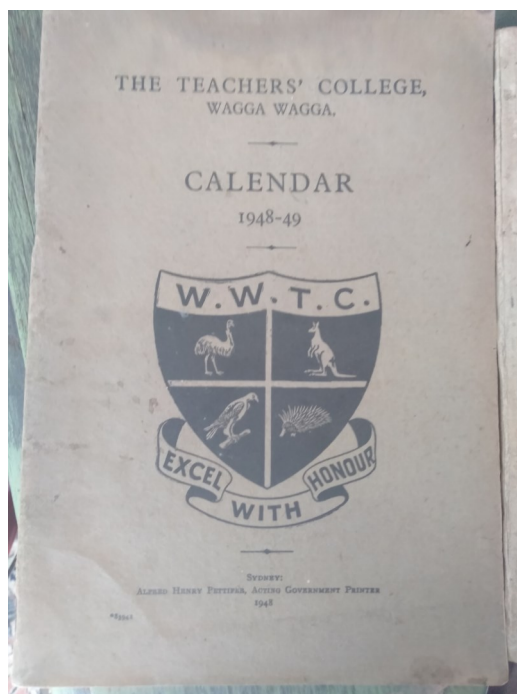 THE TEACHERS' COLLEGE,
WAGGA WAGGA.
CALENDAR
1948-49
W. W. T. C.
EXCEL
WITH
HONOUR
SYDNEY:
ALFRED HENRY PETTIFER, ACTING GOVERNMENT PRINTER
1948